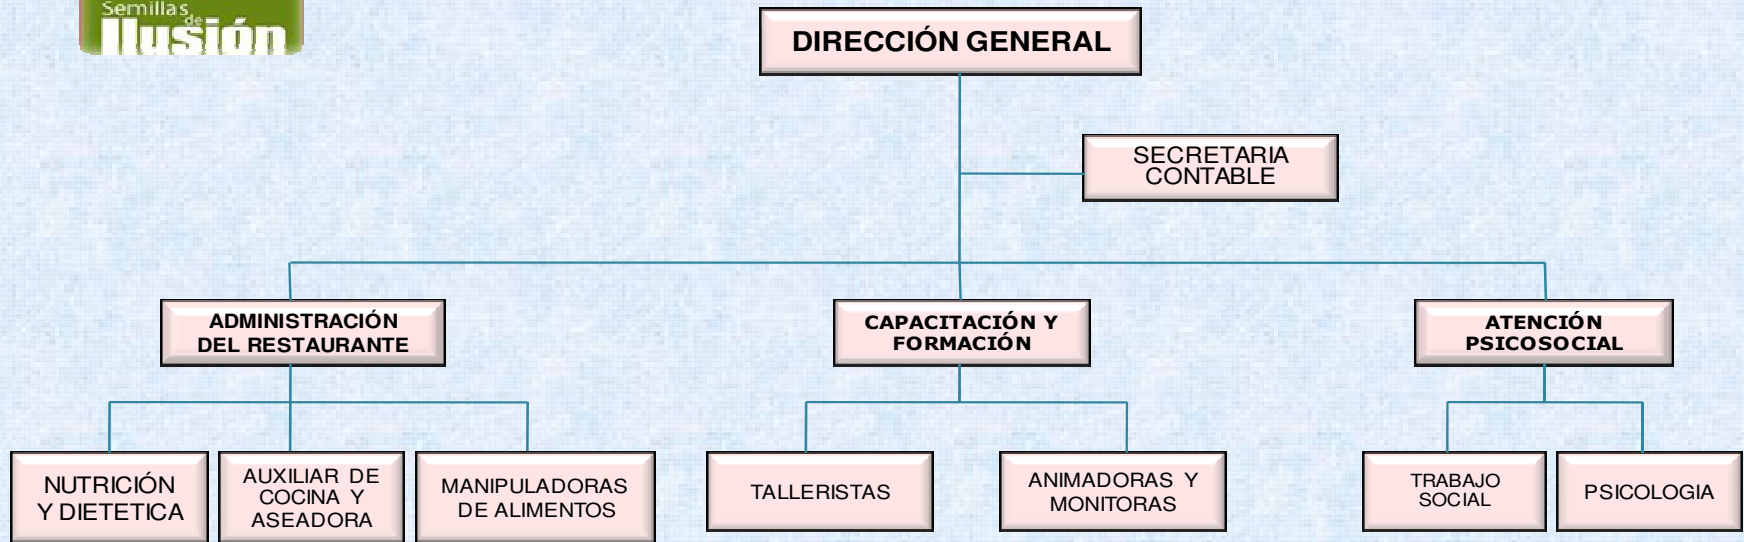 Semillas
de
Ilusión
DIRECCIÓN GENERAL
SECRETARIA
CONTABLE
ADMINISTRACIÓN
DEL RESTAURANTE
CAPACITACIÓN Y
FORMACIÓN
ATENCIÓN
PSICOSOCIAL
NUTRICIÓN
Y DIETETICA
AUXILIAR DE
COCINA Y
ASEADORA
MANIPULADORAS
DE ALIMENTOS
TALLERISTAS
ANIMADORAS Y
MONITORAS
TRABAJO
SOCIAL
PSICOLOGIA